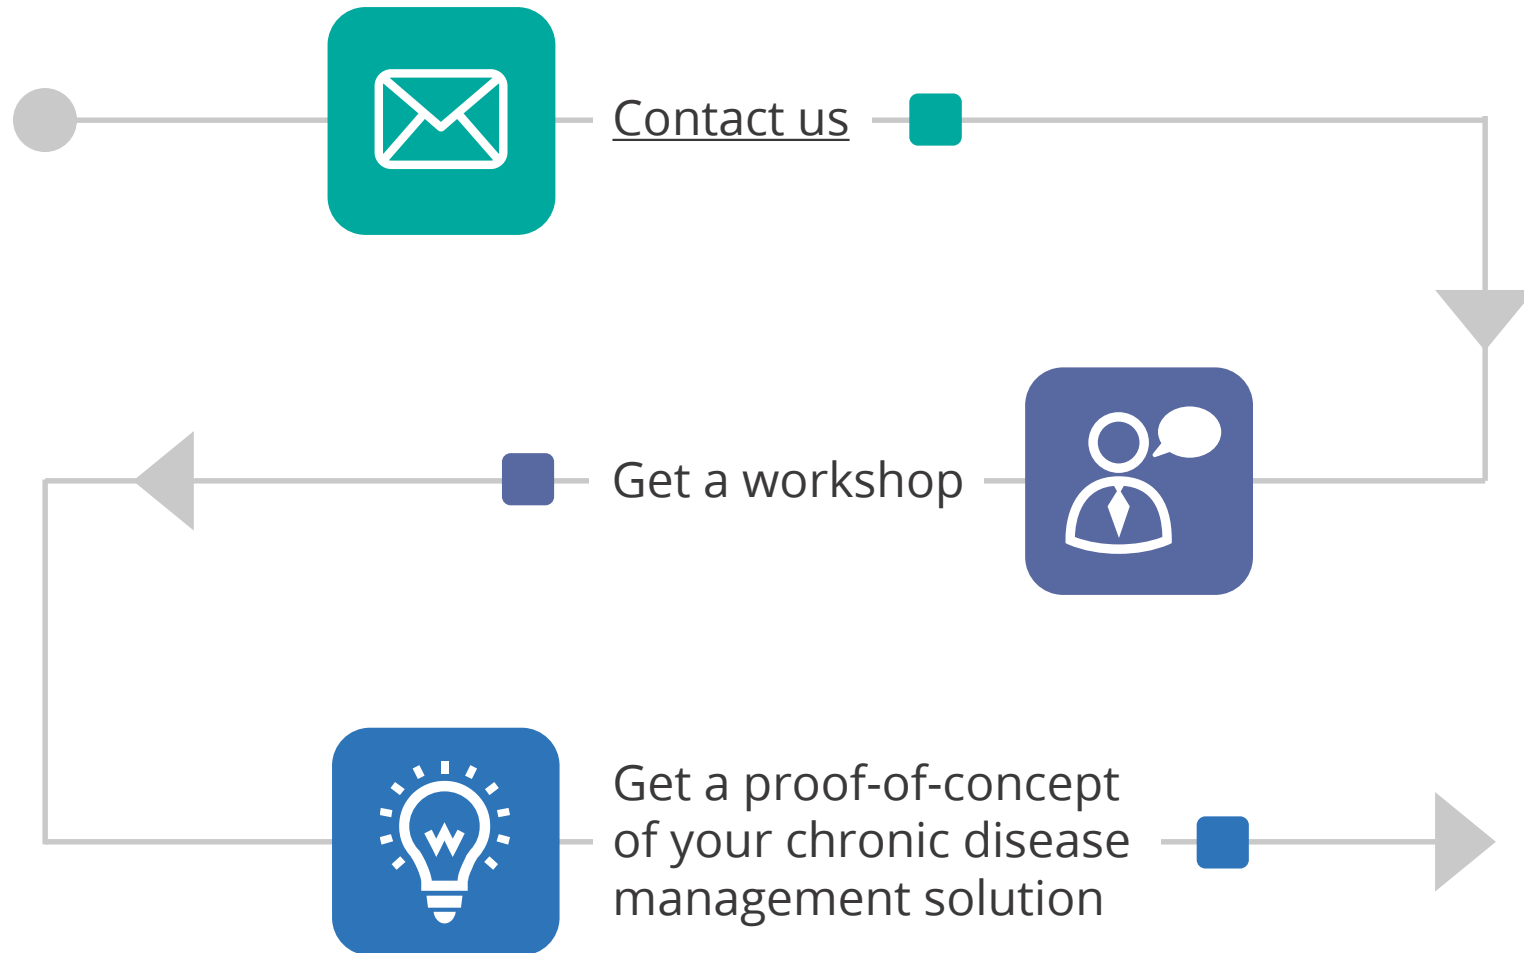 Contact us
Get a workshop
Get a proof-of-concept
of your chronic disease
management solution